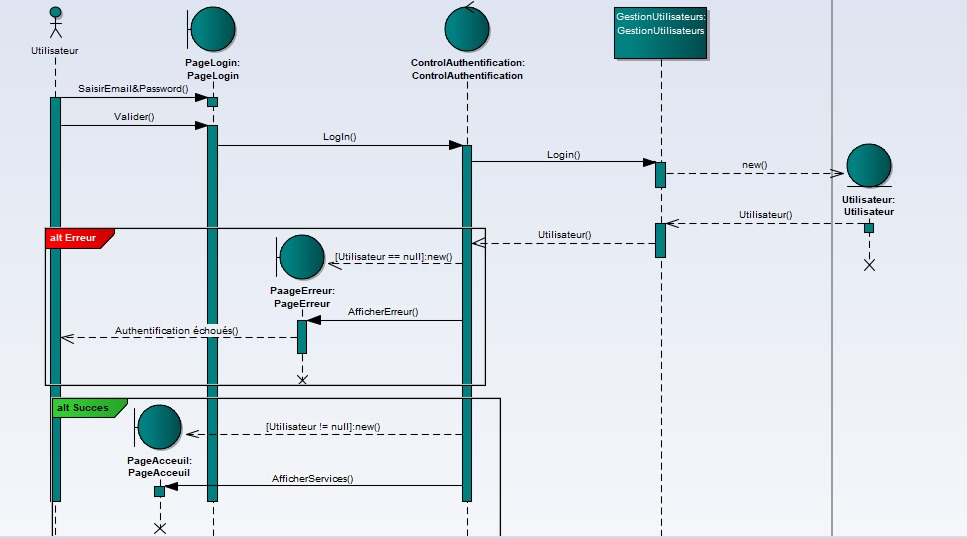 GestionUtilisateurs:
GestionUtilisateurs
Utilisateur
PageLogin:
PageLogin
ControlAuthentification:
ControlAuthentification
SaisirEmail&Password()
Valider()
LogIn()
Login()
new()
Utilisateur:
Utilisateur
Utilisateur()
Utilisateur()
alt Erreur
[Utilisateur == null]:new()
PaageErreur:
PageErreur
AfficherErreur()
Authentification échoués()
alt Succes
[Utilisateur != null]:new()
PageAcceuil:
PageAcceuil
AfficherServices()